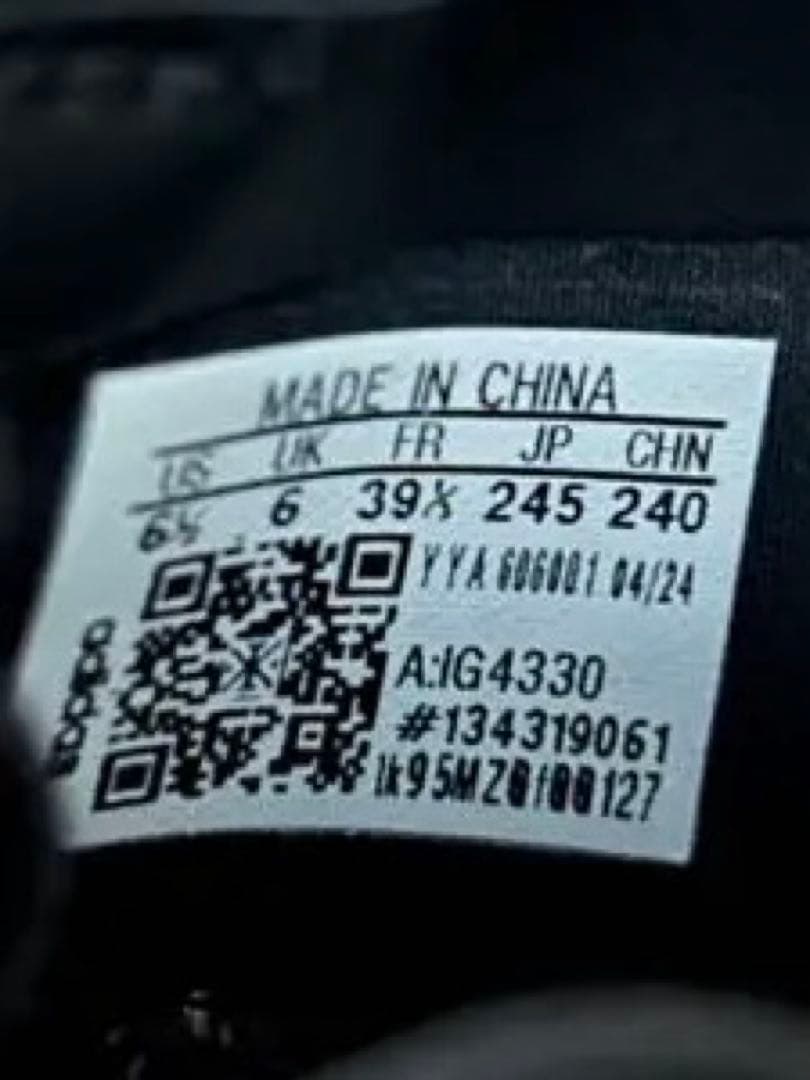 MADE IN CHINA
US UK FR JP CHN
6½ 6 39⅓ 245 240
YYA 606001 04/24
A:IG4330
#134319061